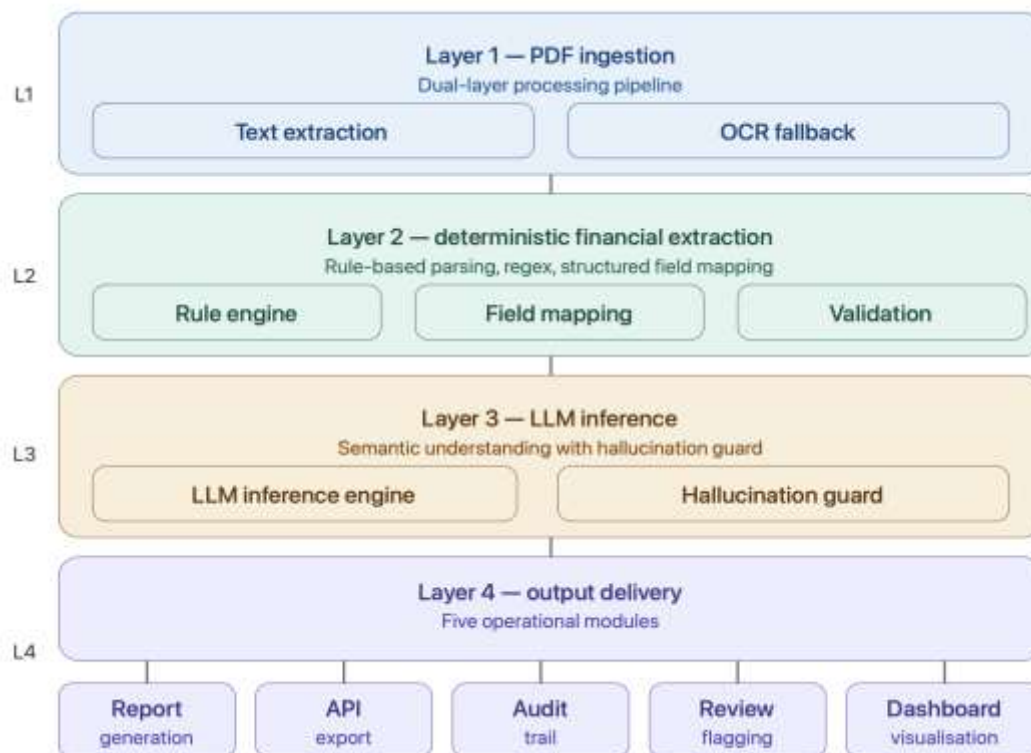 L1
Layer 1 — PDF ingestion
Dual-layer processing pipeline
Text extraction
OCR fallback
L2
Layer 2 — deterministic financial extraction
Rule-based parsing, regex, structured field mapping
Rule engine
Field mapping
Validation
L3
Layer 3 — LLM inference
Semantic understanding with hallucination guard
LLM inference engine
Hallucination guard
L4
Layer 4 — output delivery
Five operational modules
Report
generation
API
export
Audit
trail
Review
flagging
Dashboard
visualisation